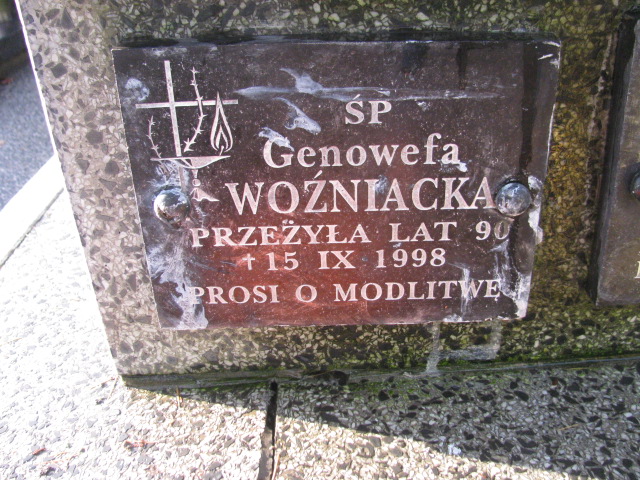 ŚP
Genowefa
WOŹNIACKA
PRZEŻYŁA LAT 90
† 15 IX 1998
PROSI O MODLITWĘ